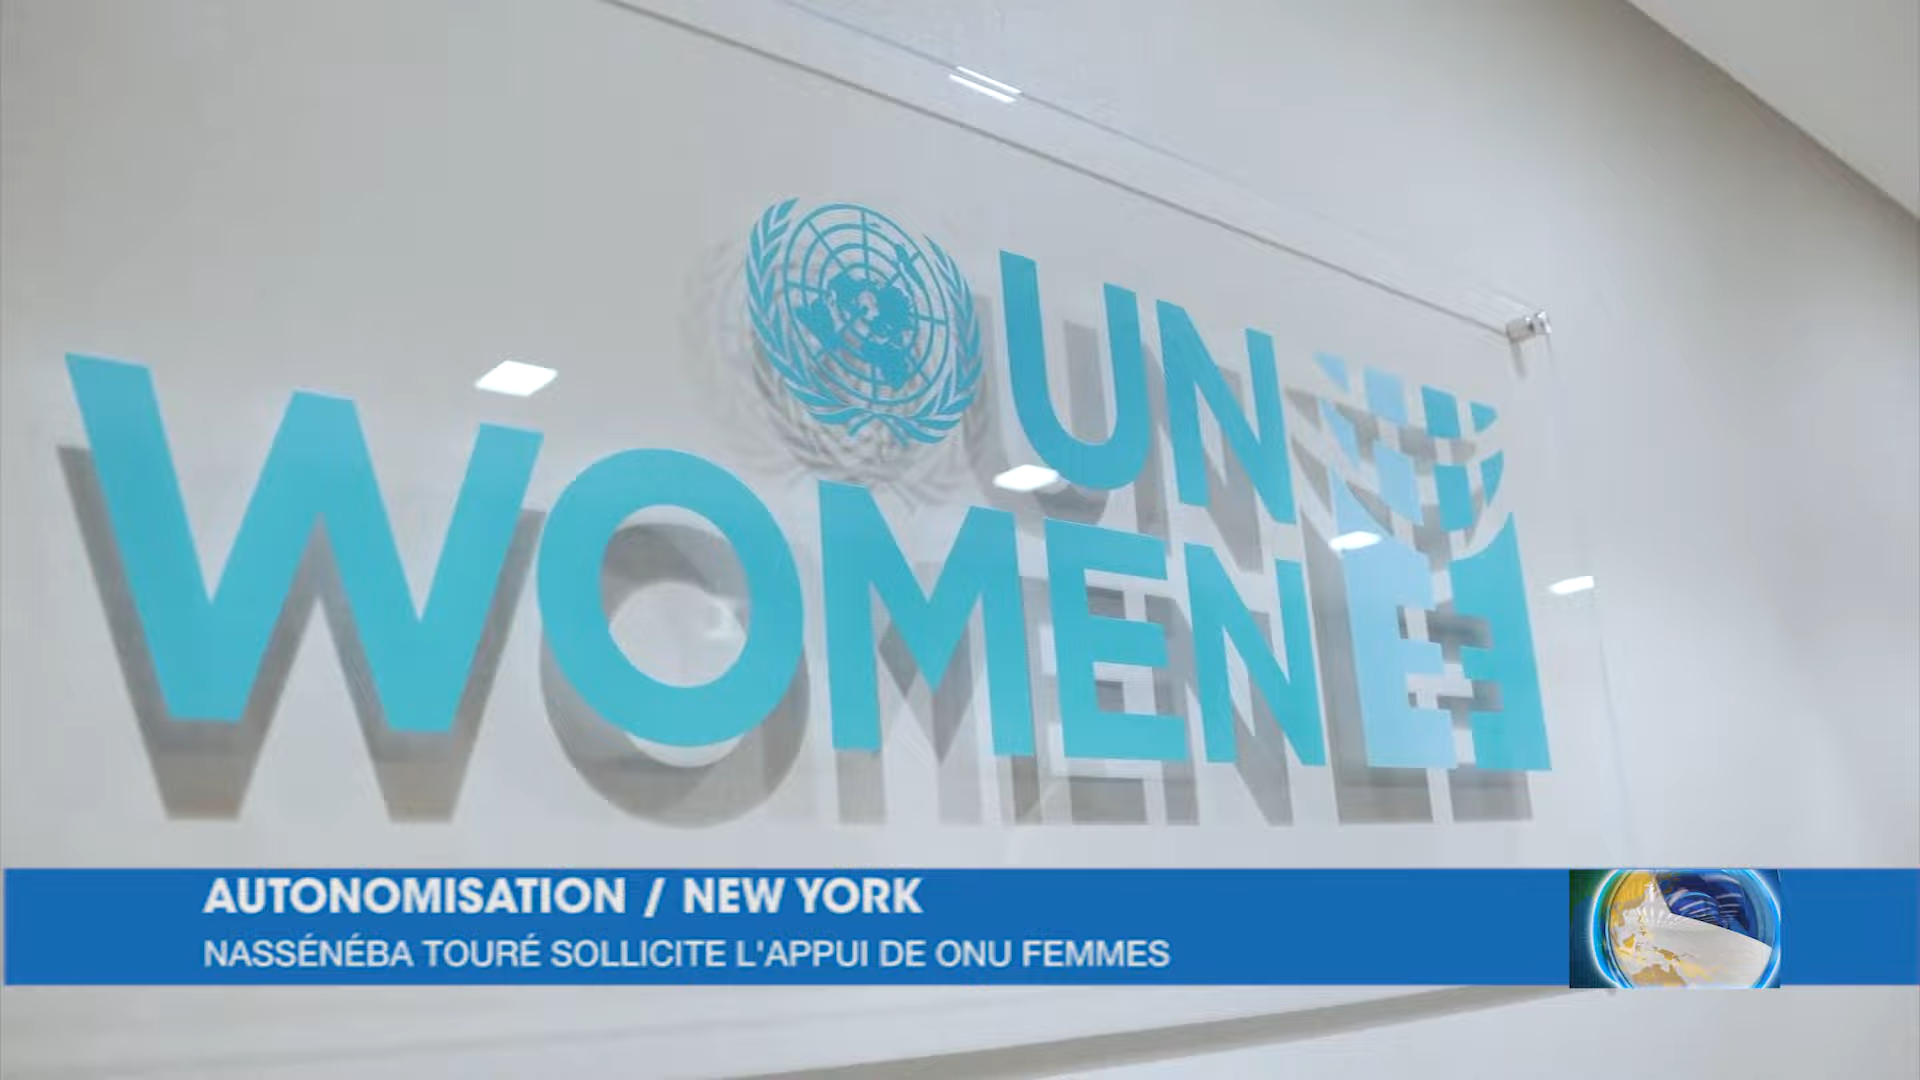 UN
WOMEN
AUTONOMISATION / NEW YORK
NASSÉNÉBA TOURÉ SOLLICITE L'APPUI DE ONU FEMMES